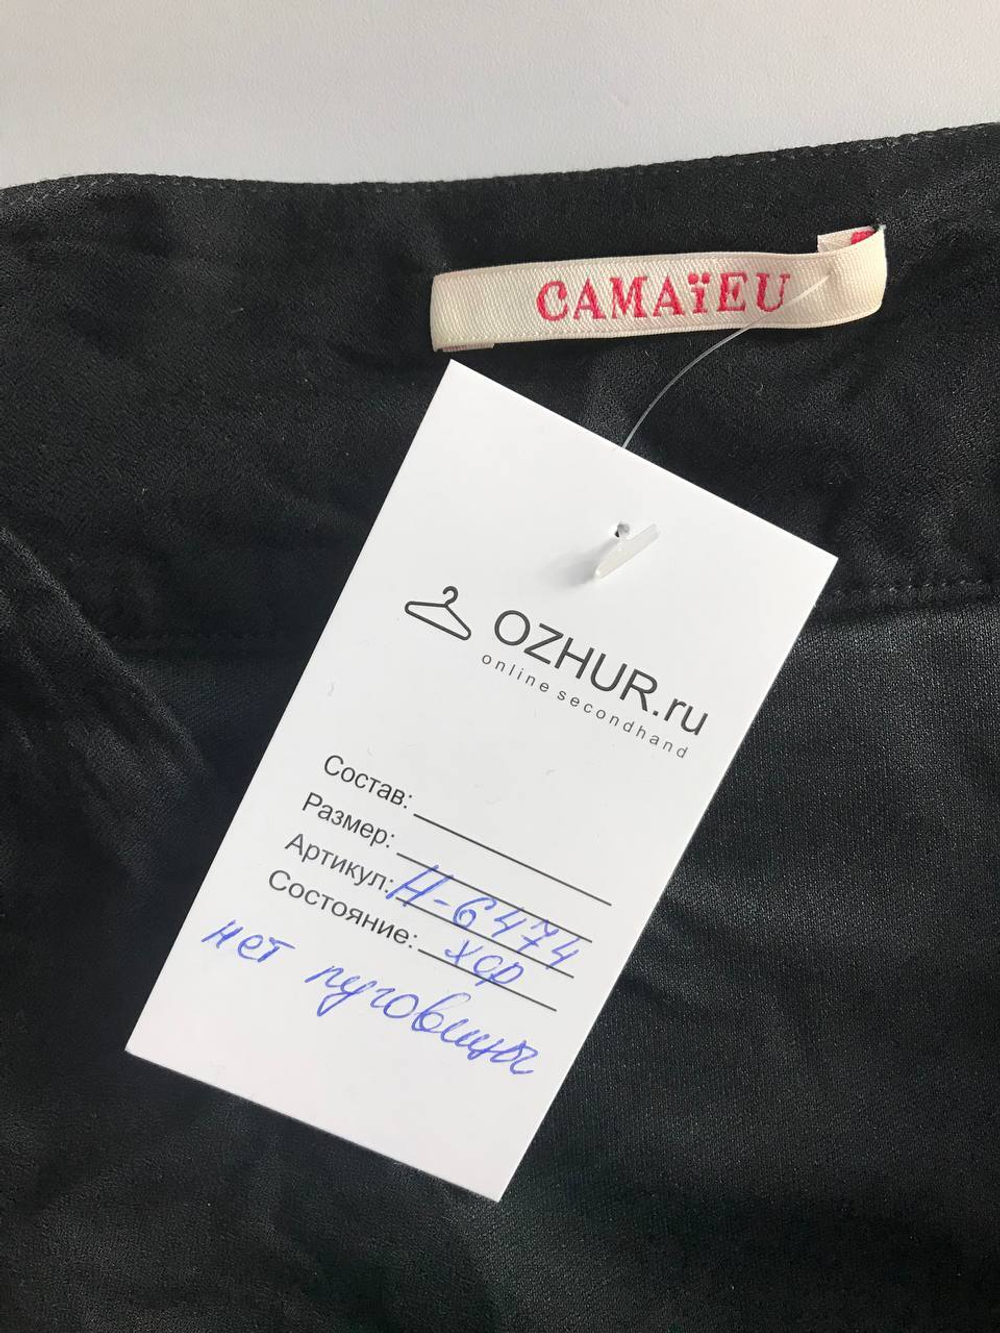 CAMAïEU
OZHUR.ru
online secondhand
Состав:
Размер:
Артикул: Н-6474
Состояние: хор
нет пуговицы